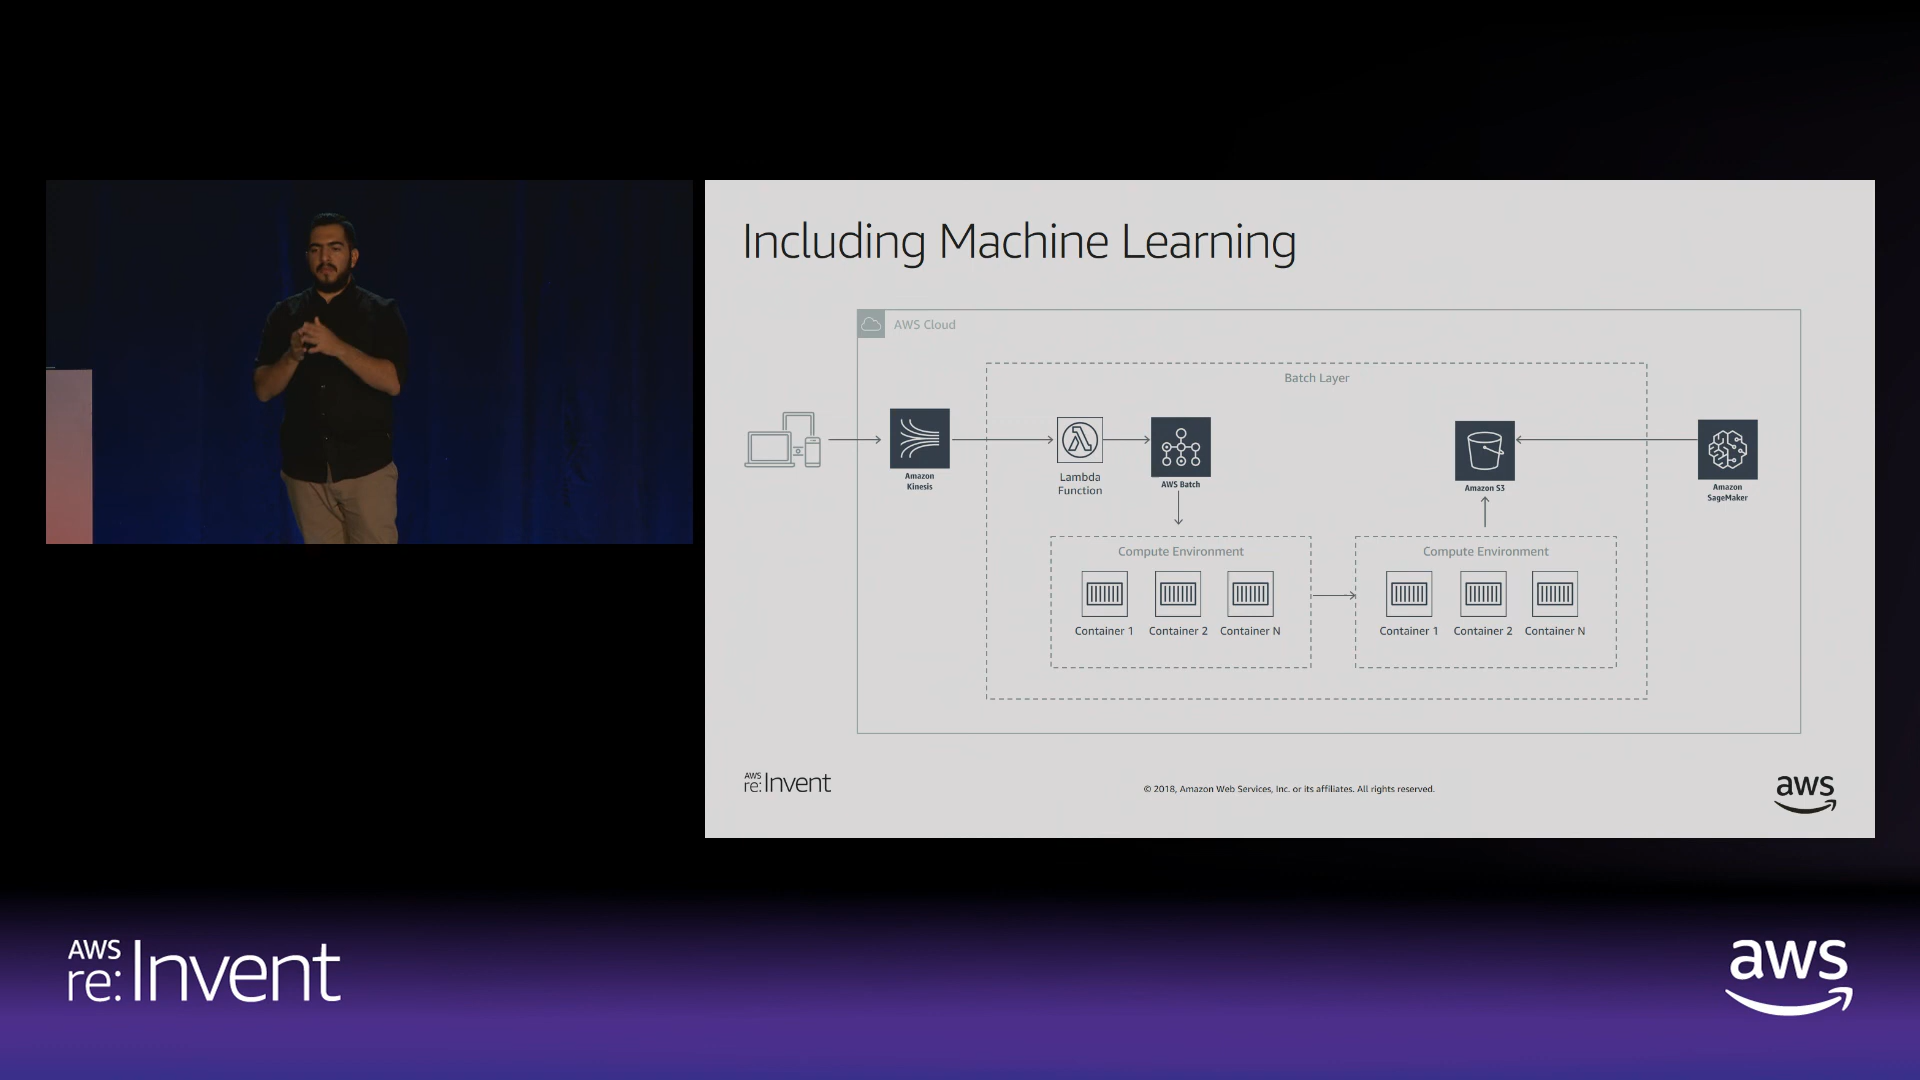 Including Machine Learning
AWS Cloud
Batch Layer
Amazon
Kinesis
Lambda
Function
AWS Batch
Amazon S3
Amazon
SageMaker
Compute Environment
Container 1
Container 2
Container N
Compute Environment
Container 1
Container 2
Container N
AWS
re:Invent
© 2018, Amazon Web Services, Inc. or its affiliates. All rights reserved.
aws
AWS
re:Invent
aws